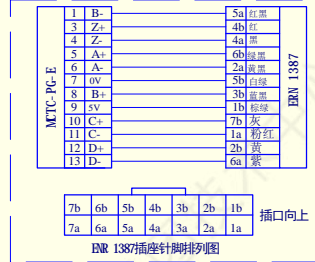 MCTC-PG-E
1 B- 5a 红黑
3 Z+ 4b 红
4 Z- 4a 黑
5 A+ 6b 绿黑
6 A- 2a 黄黑
7 0V 5b 白绿
8 B+ 3b 蓝黑
9 5V 1b 棕绿
10 C+ 7b 灰
11 C- 1a 粉红
12 D+ 2b 黄
13 D- 6a 紫
ERN 1387
7b 6b 5b 4b 3b 2b 1b
7a 6a 5a 4a 3a 2a 1a
插口向上
ENR 1387插座针脚排列图